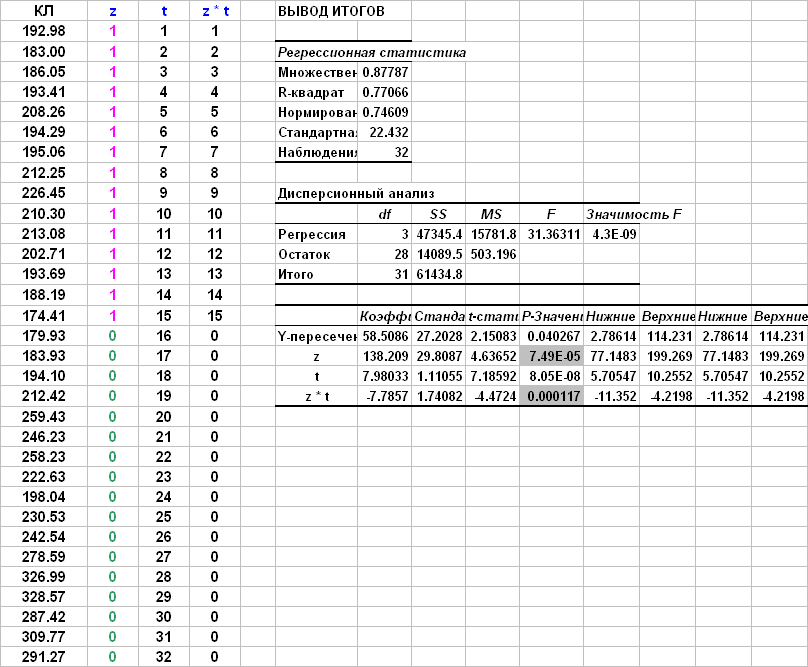 КЛ z t z * t ВЫВОД ИТОГОВ
192.98 1 1 1
183.00 1 2 2 Регрессионная статистика
186.05 1 3 3 Множествен 0.87787
193.41 1 4 4 R-квадрат 0.77066
208.26 1 5 5 Нормирован 0.74609
194.29 1 6 6 Стандартна 22.432
195.06 1 7 7 Наблюдения 32
212.25 1 8 8
226.45 1 9 9 Дисперсионный анализ
210.30 1 10 10 df SS MS F Значимость F
213.08 1 11 11 Регрессия 3 47345.4 15781.8 31.36311 4.3E-09
202.71 1 12 12 Остаток 28 14089.5 503.196
193.69 1 13 13 Итого 31 61434.8
188.19 1 14 14
174.41 1 15 15 Коэффи Станда t-стати P-Значени Нижние Верхние Нижние Верхние
179.93 0 16 0 Y-пересечен 58.5086 27.2028 2.15083 0.040267 2.78614 114.231 2.78614 114.231
183.93 0 17 0 z 138.209 29.8087 4.63652 7.49E-05 77.1483 199.269 77.1483 199.269
194.10 0 18 0 t 7.98033 1.11055 7.18592 8.05E-08 5.70547 10.2552 5.70547 10.2552
212.42 0 19 0 z * t -7.7857 1.74082 -4.4724 0.000117 -11.352 -4.2198 -11.352 -4.2198
259.43 0 20 0
246.23 0 21 0
258.23 0 22 0
222.63 0 23 0
198.04 0 24 0
230.53 0 25 0
242.54 0 26 0
278.59 0 27 0
326.99 0 28 0
328.57 0 29 0
287.42 0 30 0
309.77 0 31 0
291.27 0 32 0